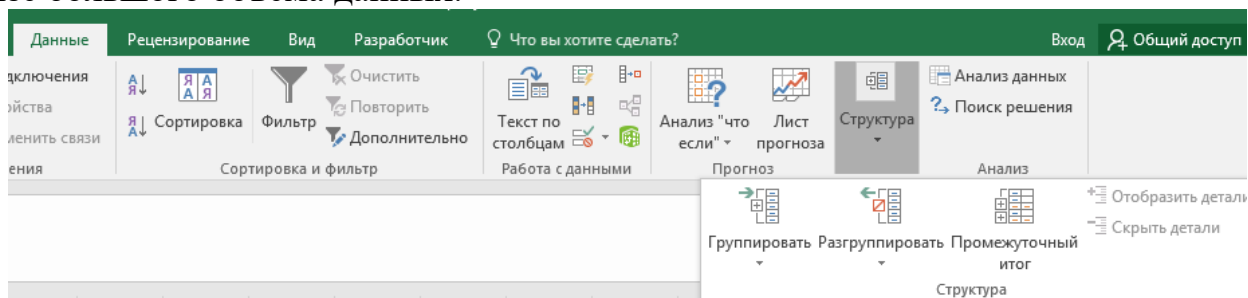 Данные Рецензирование Вид Разработчик Что вы хотите сделать? Вход Общий доступ
Очистить
Повторить
Дополнительно
Сортировка
Фильтр
Сортировка и фильтр
Текст по
столбцам
Работа с данными
Анализ "что
если"
Лист
прогноза
Прогноз
Структура
Анализ данных
Поиск решения
Анализ
Группировать Разгруппировать Промежуточный
итог
Отобразить детали
Скрыть детали
Структура